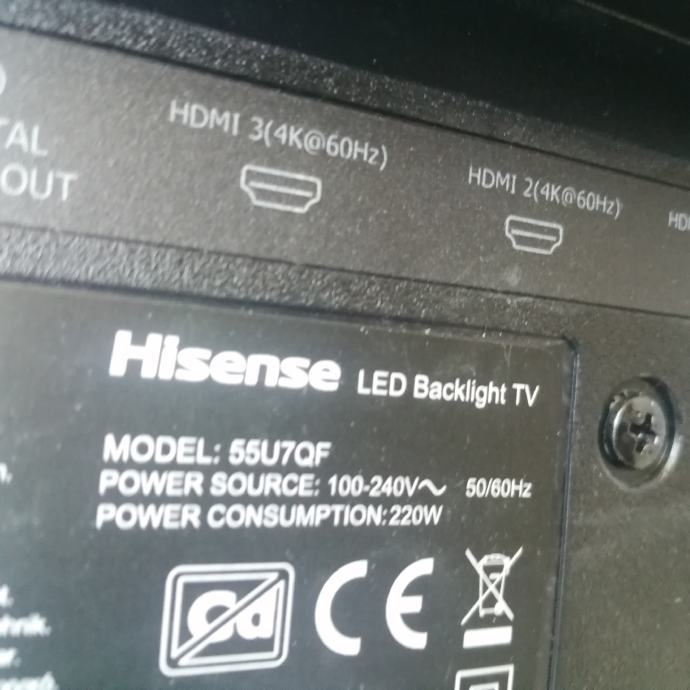 HDMI 3(4K@60Hz)
HDMI 2(4K@60Hz)
OUT
Hisense LED Backlight TV
MODEL: 55U7QF
POWER SOURCE: 100-240V～ 50/60Hz
POWER CONSUMPTION: 220W
Cd
CE